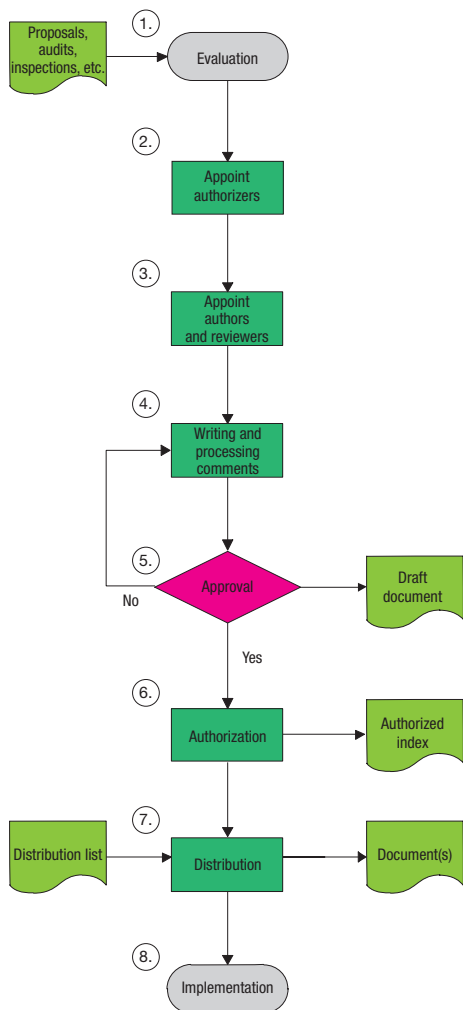 1.
Proposals,
audits,
inspections, etc.
Evaluation
2.
Appoint
authorizers
3.
Appoint
authors
and reviewers
4.
Writing and
processing
comments
5.
Approval
Draft
document
No
Yes
6.
Authorization
Authorized
index
7.
Distribution list
Distribution
Document(s)
8.
Implementation